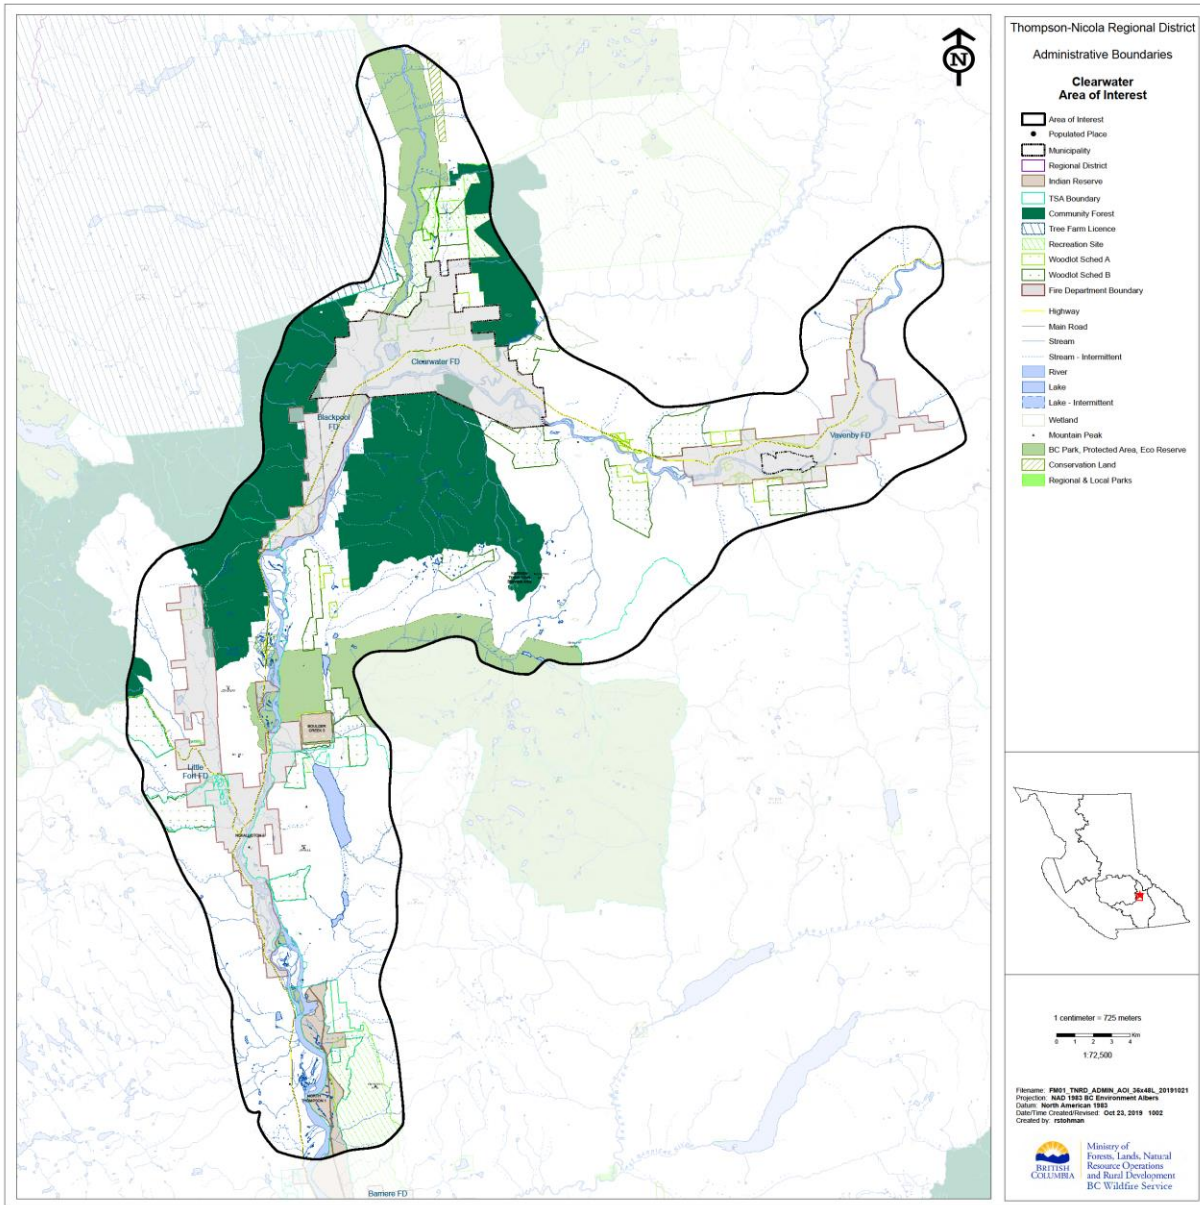 Thompson-Nicola Regional District
Administrative Boundaries
Clearwater
Area of Interest
Area of Interest
Populated Place
Municipality
Regional District
Indian Reserve
TSA Boundary
Community Forest
Tree Farm Licence
Recreation Site
Woodlot Sched A
Woodlot Sched B
Fire Department Boundary
Highway
Main Road
Stream
Stream - Intermittent
River
Lake
Lake - Intermittent
Wetland
Mountain Peak
BC Park, Protected Area, Eco Reserve
Conservation Land
Regional & Local Parks
N
Clearwater FD
Blackpool
FD
Vavenby FD
BOULDER
CREEK 5
Little
Fort FD
NORTH
THOMPSON 1
Barriere FD
1 centimeter = 725 meters
0 1 2 3 4 Km
1:72,500
Filename: FM01_TNRD_ADMIN_AOI_36x48L_20191021
Projection: NAD 1983 BC Environment Albers
Datum: North American 1983
Date/Time Created/Revised: Oct 23, 2019 1002
Created by: rstohman
BRITISH
COLUMBIA
Ministry of
Forests, Lands, Natural
Resource Operations
and Rural Development
BC Wildfire Service